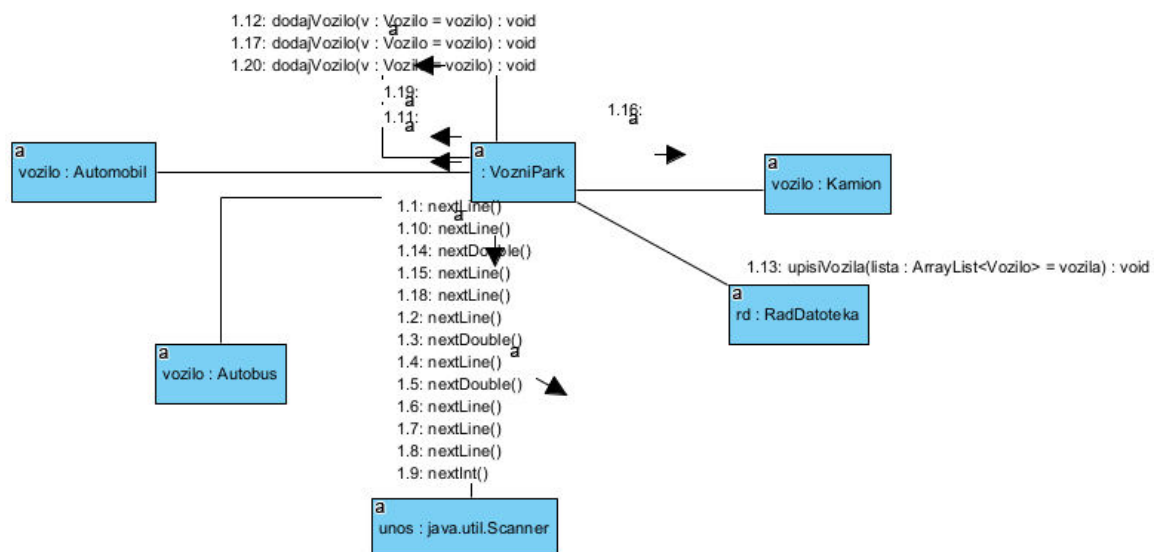 1.12: dodajVozilo(v : Vozilo = vozilo) : void
a
1.17: dodajVozilo(v : Vozilo = vozilo) : void
1.20: dodajVozilo(v : Vozilo = vozilo) : void
1.19:
a
1.11:
a
1.16:
a
a
vozilo : Automobil
a
: VozniPark
a
vozilo : Kamion
1.1: nextLine()
a
1.10: nextLine()
1.14: nextDouble()
1.15: nextLine()
1.18: nextLine()
1.2: nextLine()
1.3: nextDouble()
a
1.4: nextLine()
1.5: nextDouble()
1.6: nextLine()
1.7: nextLine()
1.8: nextLine()
1.9: nextInt()
1.13: upisiVozila(lista : ArrayList<Vozilo> = vozila) : void
a
rd : RadDatoteka
a
vozilo : Autobus
a
unos : java.util.Scanner